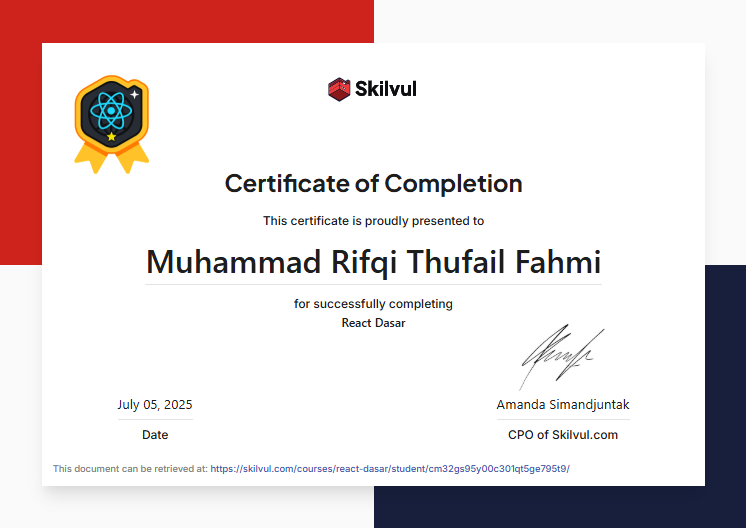 Skilvul
Certificate of Completion
This certificate is proudly presented to
Muhammad Rifqi Thufail Fahmi
for successfully completing
React Dasar
July 05, 2025
Amanda Simandjuntak
Date
CPO of Skilvul.com
This document can be retrieved at: https://skilvul.com/courses/react-dasar/student/cm32gs95y00c301qt5ge795t9/